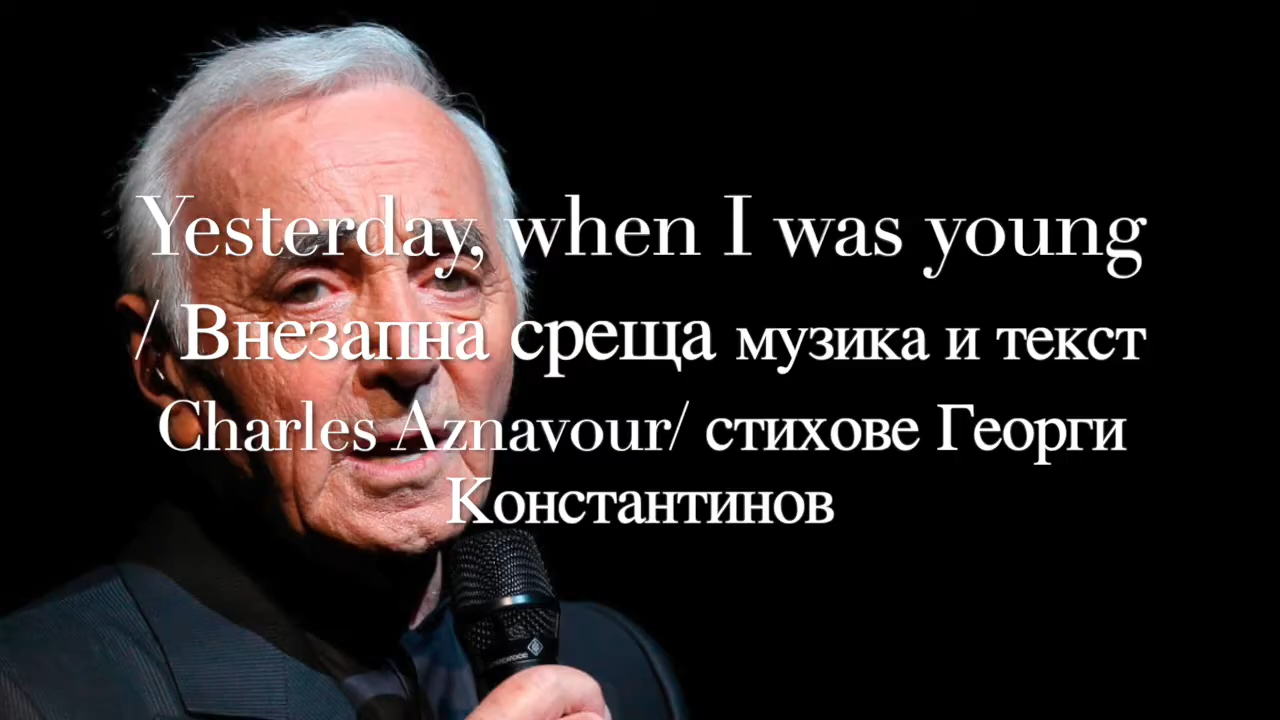 Yesterday, when I was young
/ Внезапна среща музика и текст
Charles Aznavour/ стихове Георги
Константинов